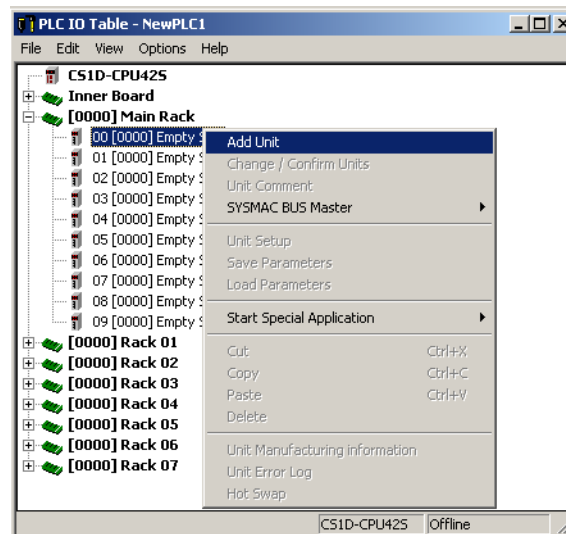 PLC IO Table - NewPLC1
File Edit View Options Help
CS1D-CPU42S
Inner Board
[0000] Main Rack
00 [0000] Empty S
01 [0000] Empty S
02 [0000] Empty S
03 [0000] Empty S
04 [0000] Empty S
05 [0000] Empty S
06 [0000] Empty S
07 [0000] Empty S
08 [0000] Empty S
09 [0000] Empty S
[0000] Rack 01
[0000] Rack 02
[0000] Rack 03
[0000] Rack 04
[0000] Rack 05
[0000] Rack 06
[0000] Rack 07
Add Unit
Change / Confirm Units
Unit Comment
SYSMAC BUS Master
Unit Setup
Save Parameters
Load Parameters
Start Special Application
Cut Ctrl+X
Copy Ctrl+C
Paste Ctrl+V
Delete
Unit Manufacturing information
Unit Error Log
Hot Swap
CS1D-CPU42S Offline